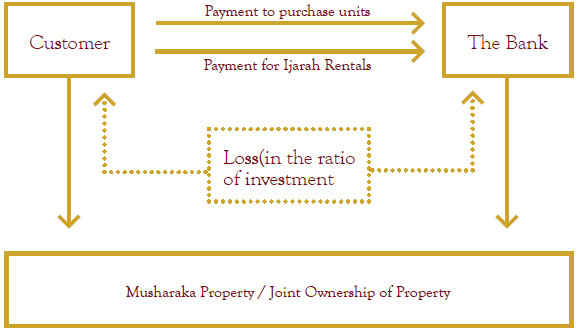 Payment to purchase units
Customer
The Bank
Payment for Ijarah Rentals
Loss(in the ratio
of investment
Musharaka Property / Joint Ownership of Property